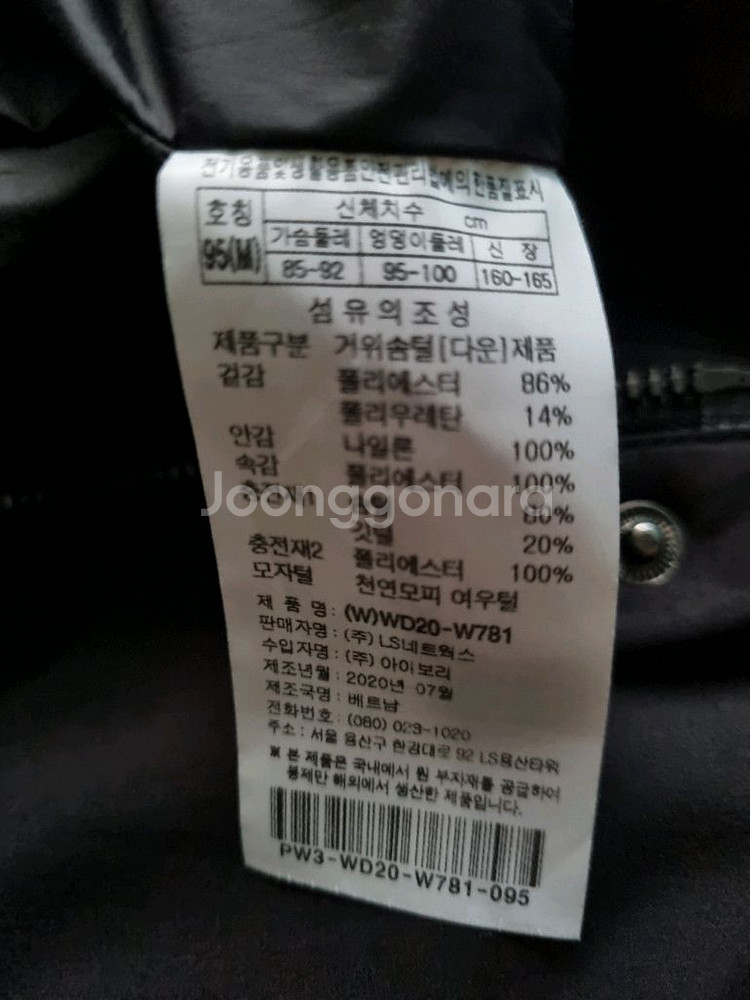 전기용품및생활용품안전관리법에의한품질표시
호칭 신체치수 cm
가슴둘레 엉덩이둘레 신 장
95(M) 85-92 95-100 160-165
섬유의조성
제품구분 거위솜털[다운]제품
겉감 폴리에스터 86%
폴리우레탄 14%
안감 나일론 100%
속감 폴리에스터 100%
충전재1 80%
깃털 20%
충전재2 폴리에스터 100%
모자털 천연모피 여우털
제 품 명: (W)WD20-W781
판매자명: (주) LS네트웍스
수입자명: (주) 아이보리
제조년월: 2020년 07월
제조국명: 베트남
전화번호: (080) 023-1020
주소: 서울 용산구 한강대로 92 LS용산타워
※ 본 제품은 국내에서 원 부자재를 공급하여
봉제만 해외에서 생산한 제품입니다.
PW3-WD20-W781-095
Joonggonara